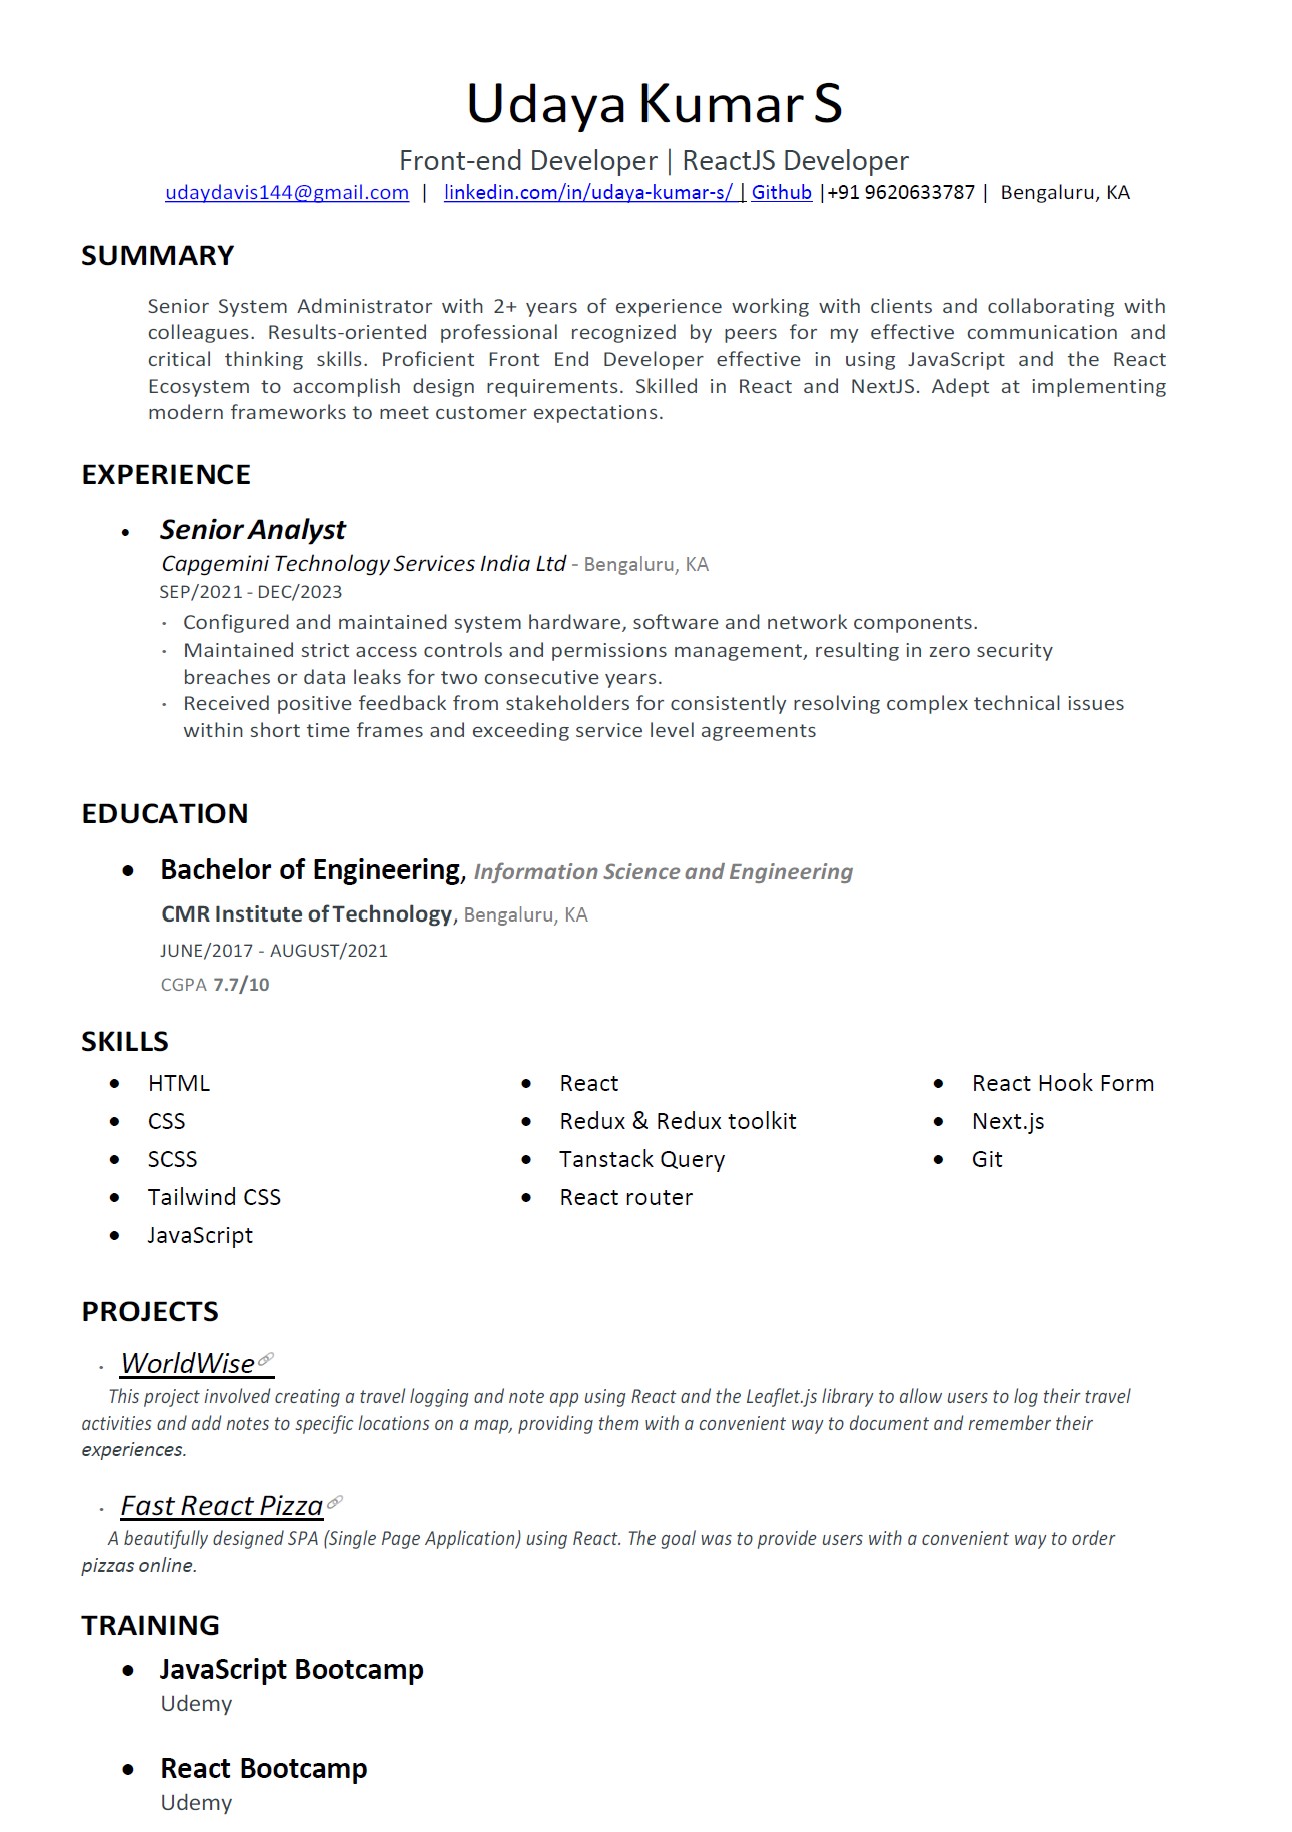 Udaya Kumar S
Front-end Developer | ReactJS Developer
udaydavis144@gmail.com | linkedin.com/in/udaya-kumar-s/ | Github |+91 9620633787 | Bengaluru, KA
SUMMARY
Senior System Administrator with 2+ years of experience working with clients and collaborating with
colleagues. Results-oriented professional recognized by peers for my effective communication and
critical thinking skills. Proficient Front End Developer effective in using JavaScript and the React
Ecosystem to accomplish design requirements. Skilled in React and NextJS. Adept at implementing
modern frameworks to meet customer expectations.
EXPERIENCE
• Senior Analyst
Capgemini Technology Services India Ltd - Bengaluru, KA
SEP/2021 - DEC/2023
· Configured and maintained system hardware, software and network components.
· Maintained strict access controls and permissions management, resulting in zero security
breaches or data leaks for two consecutive years.
· Received positive feedback from stakeholders for consistently resolving complex technical issues
within short time frames and exceeding service level agreements
EDUCATION
• Bachelor of Engineering, Information Science and Engineering
CMR Institute of Technology, Bengaluru, KA
JUNE/2017 - AUGUST/2021
CGPA 7.7/10
SKILLS
• HTML
• CSS
• SCSS
• Tailwind CSS
• JavaScript
• React
• Redux & Redux toolkit
• Tanstack Query
• React router
• React Hook Form
• Next.js
• Git
PROJECTS
· WorldWise
This project involved creating a travel logging and note app using React and the Leaflet.js library to allow users to log their travel
activities and add notes to specific locations on a map, providing them with a convenient way to document and remember their
experiences.
· Fast React Pizza
A beautifully designed SPA (Single Page Application) using React. The goal was to provide users with a convenient way to order
pizzas online.
TRAINING
• JavaScript Bootcamp
Udemy
• React Bootcamp
Udemy